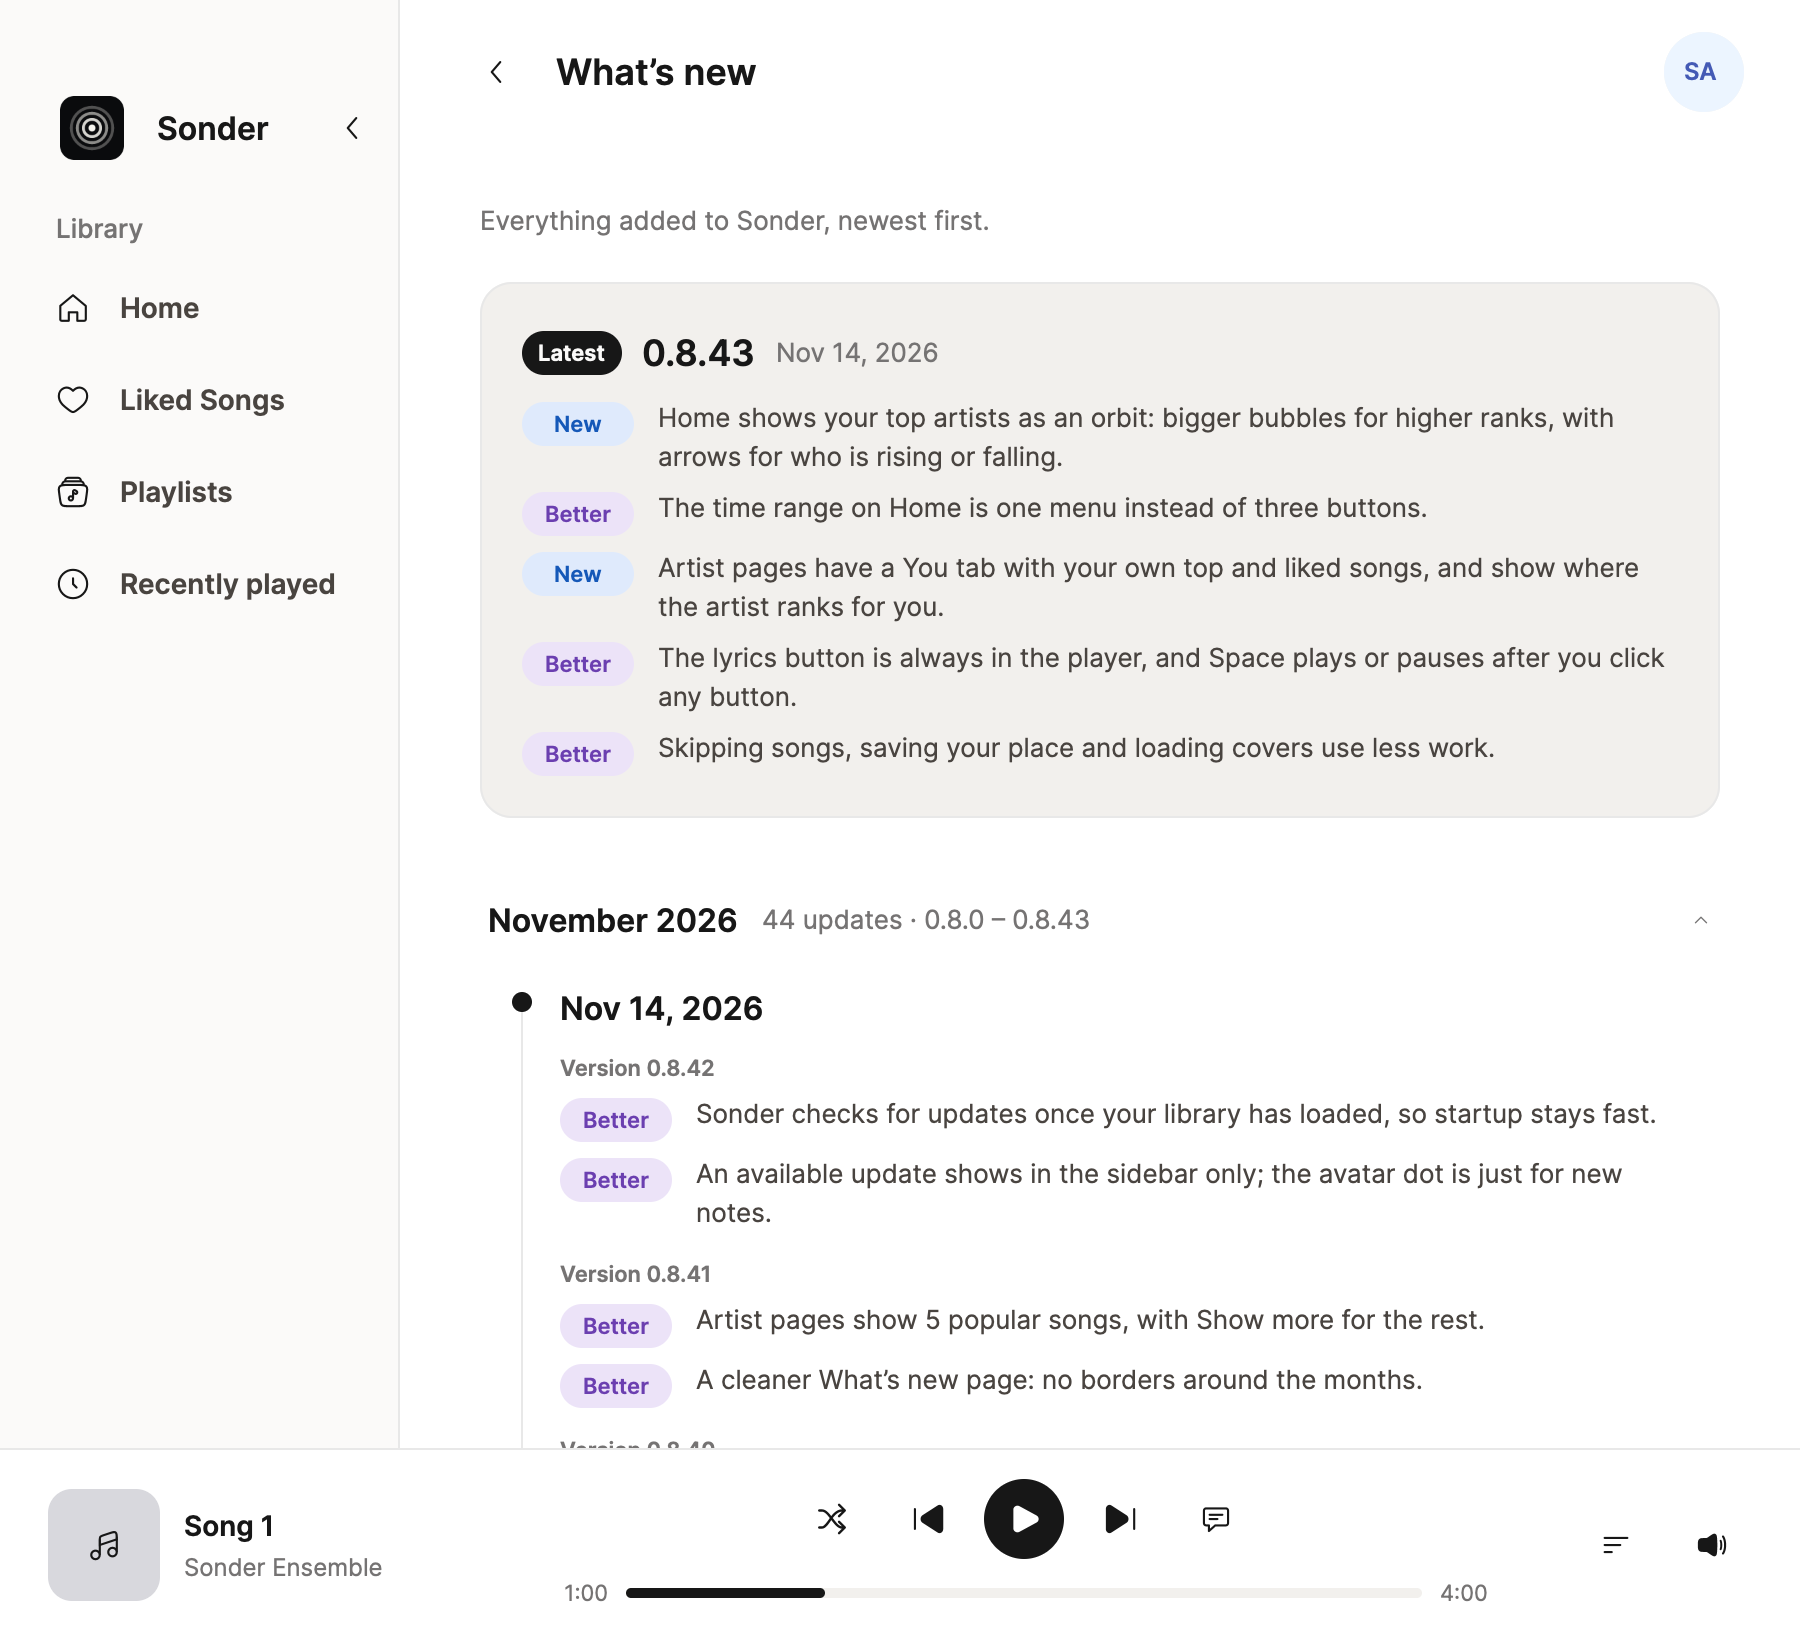 What’s new
SA
Sonder
Library
Home
Liked Songs
Playlists
Recently played
Everything added to Sonder, newest first.
Latest 0.8.43 Nov 14, 2026
New Home shows your top artists as an orbit: bigger bubbles for higher ranks, with
arrows for who is rising or falling.
Better The time range on Home is one menu instead of three buttons.
New Artist pages have a You tab with your own top and liked songs, and show where
the artist ranks for you.
Better The lyrics button is always in the player, and Space plays or pauses after you click
any button.
Better Skipping songs, saving your place and loading covers use less work.
November 2026 44 updates · 0.8.0 – 0.8.43
Nov 14, 2026
Version 0.8.42
Better Sonder checks for updates once your library has loaded, so startup stays fast.
Better An available update shows in the sidebar only; the avatar dot is just for new
notes.
Version 0.8.41
Better Artist pages show 5 popular songs, with Show more for the rest.
Better A cleaner What’s new page: no borders around the months.
Version 0.8.40
Song 1
Sonder Ensemble
1:00
4:00